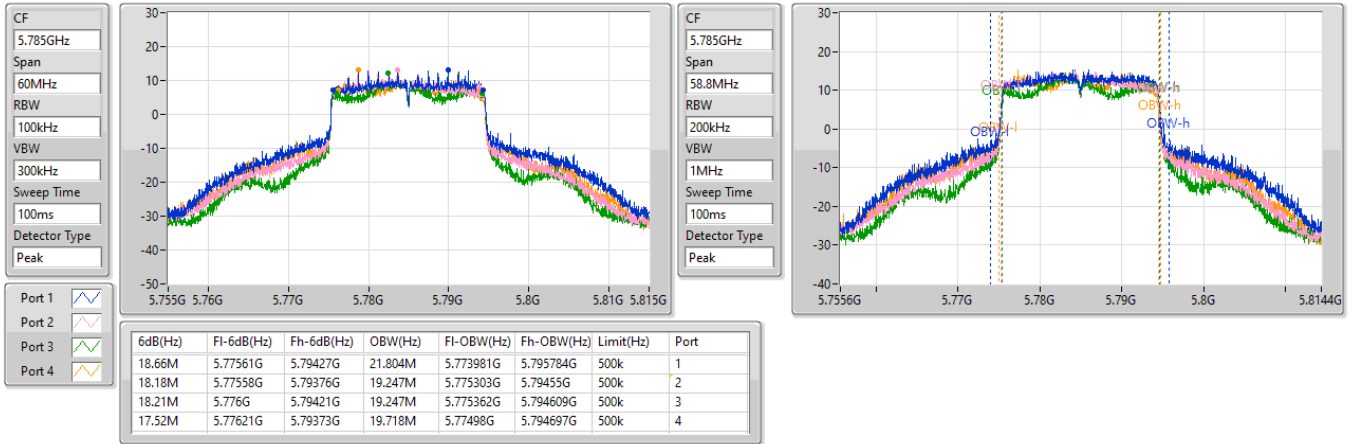 CF
5.785GHz
Span
60MHz
RBW
100kHz
VBW
300kHz
Sweep Time
100ms
Detector Type
Peak
30
20
10
0
-10
-20
-30
-40
-50
5.755G 5.76G 5.77G 5.78G 5.79G 5.8G 5.81G 5.815G
CF
5.785GHz
Span
58.8MHz
RBW
200kHz
VBW
1MHz
Sweep Time
100ms
Detector Type
Peak
30
20
10
0
-10
-20
-30
-40
OBW-h
OBW-h
OBW-l
OBW-h
5.7556G 5.77G 5.78G 5.79G 5.8G 5.8144G
Port 1
Port 2
Port 3
Port 4
6dB(Hz) Fl-6dB(Hz) Fh-6dB(Hz) OBW(Hz) Fl-OBW(Hz) Fh-OBW(Hz) Limit(Hz) Port
18.66M 5.77561G 5.79427G 21.804M 5.773981G 5.795784G 500k 1
18.18M 5.77558G 5.79376G 19.247M 5.775303G 5.79455G 500k 2
18.21M 5.776G 5.79421G 19.247M 5.775362G 5.794609G 500k 3
17.52M 5.77621G 5.79373G 19.718M 5.77498G 5.794697G 500k 4